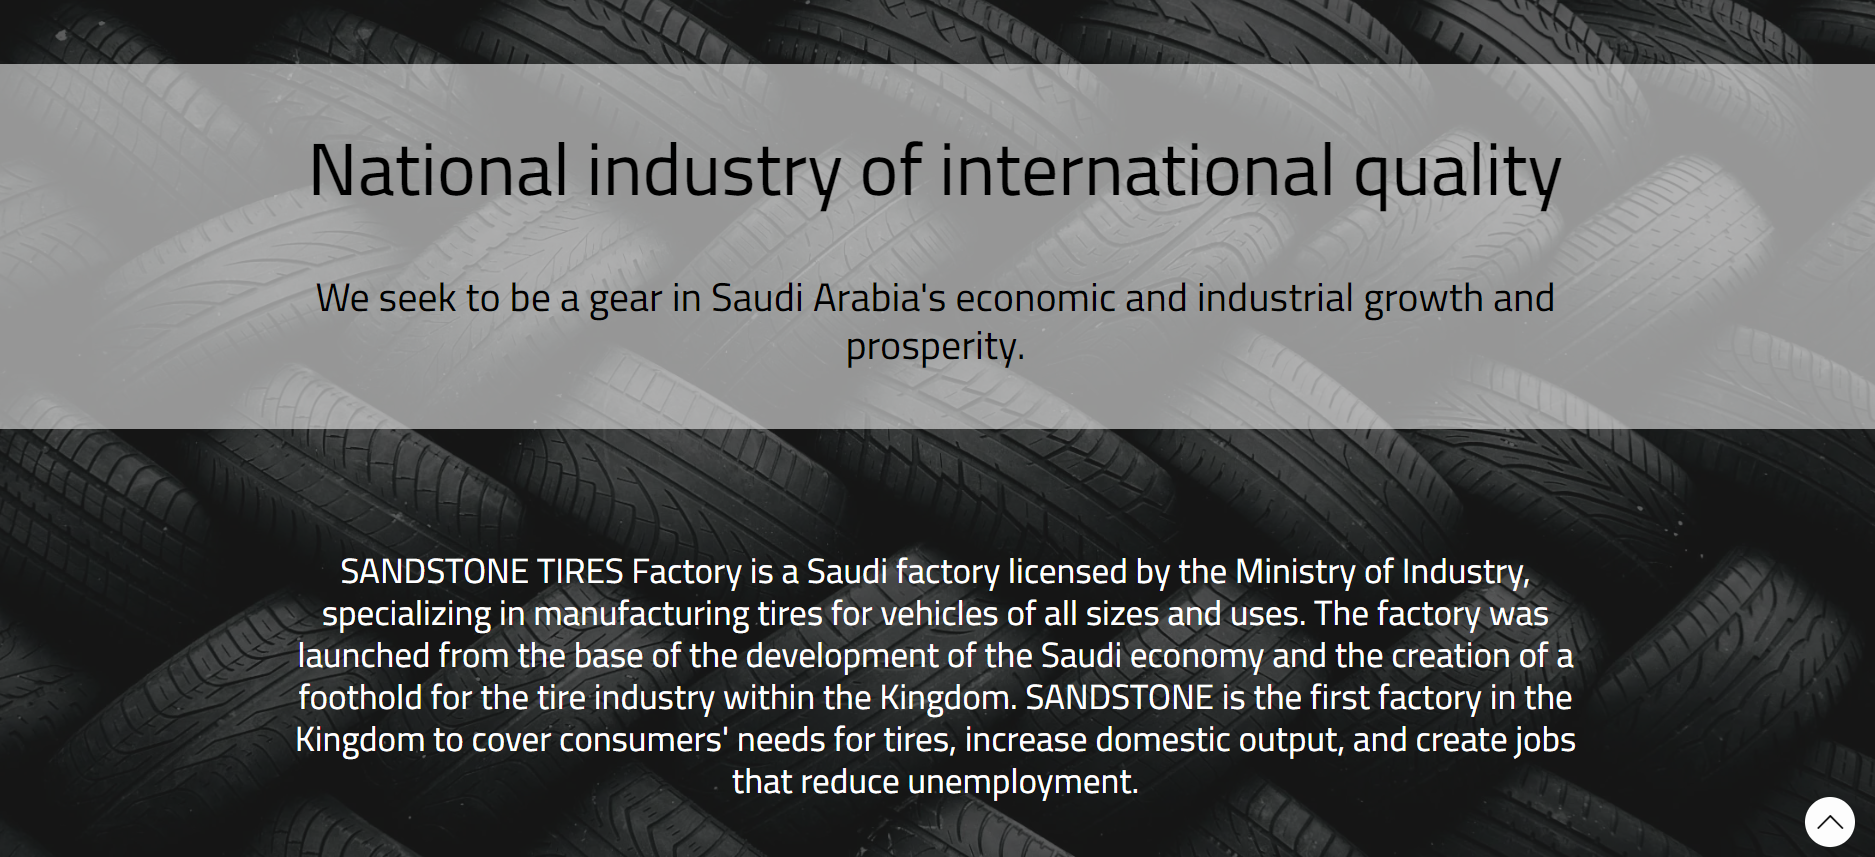 National industry of international quality
We seek to be a gear in Saudi Arabia's economic and industrial growth and
prosperity.
SANDSTONE TIRES Factory is a Saudi factory licensed by the Ministry of Industry,
specializing in manufacturing tires for vehicles of all sizes and uses. The factory was
launched from the base of the development of the Saudi economy and the creation of a
foothold for the tire industry within the Kingdom. SANDSTONE is the first factory in the
Kingdom to cover consumers' needs for tires, increase domestic output, and create jobs
that reduce unemployment.